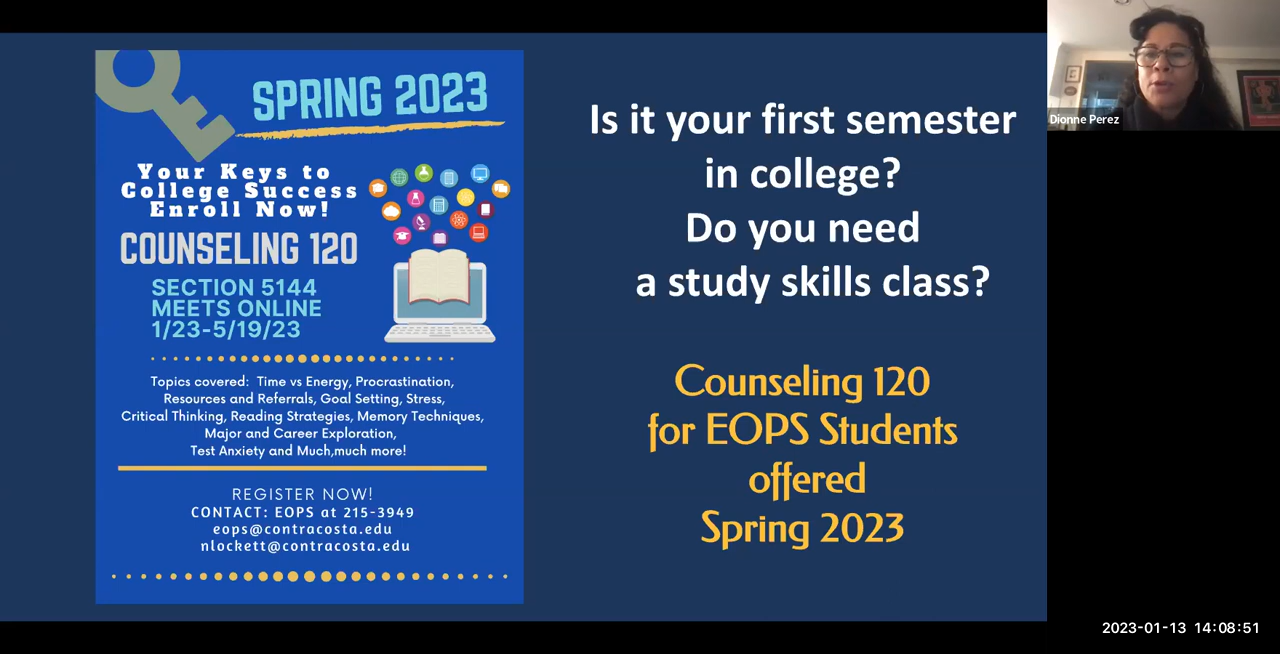 SPRING 2023
Your Keys to
College Success
Enroll Now!
COUNSELING 120
SECTION 5144
MEETS ONLINE
1/23-5/19/23
Topics covered: Time vs Energy, Procrastination,
Resources and Referrals, Goal Setting, Stress,
Critical Thinking, Reading Strategies, Memory Techniques,
Major and Career Exploration,
Test Anxiety and Much,much more!
REGISTER NOW!
CONTACT: EOPS at 215-3949
eops@contracosta.edu
nlockett@contracosta.edu
Is it your first semester
in college?
Do you need
a study skills class?
Counseling 120
for EOPS Students
offered
Spring 2023
Dionne Perez
2023-01-13 14:08:51